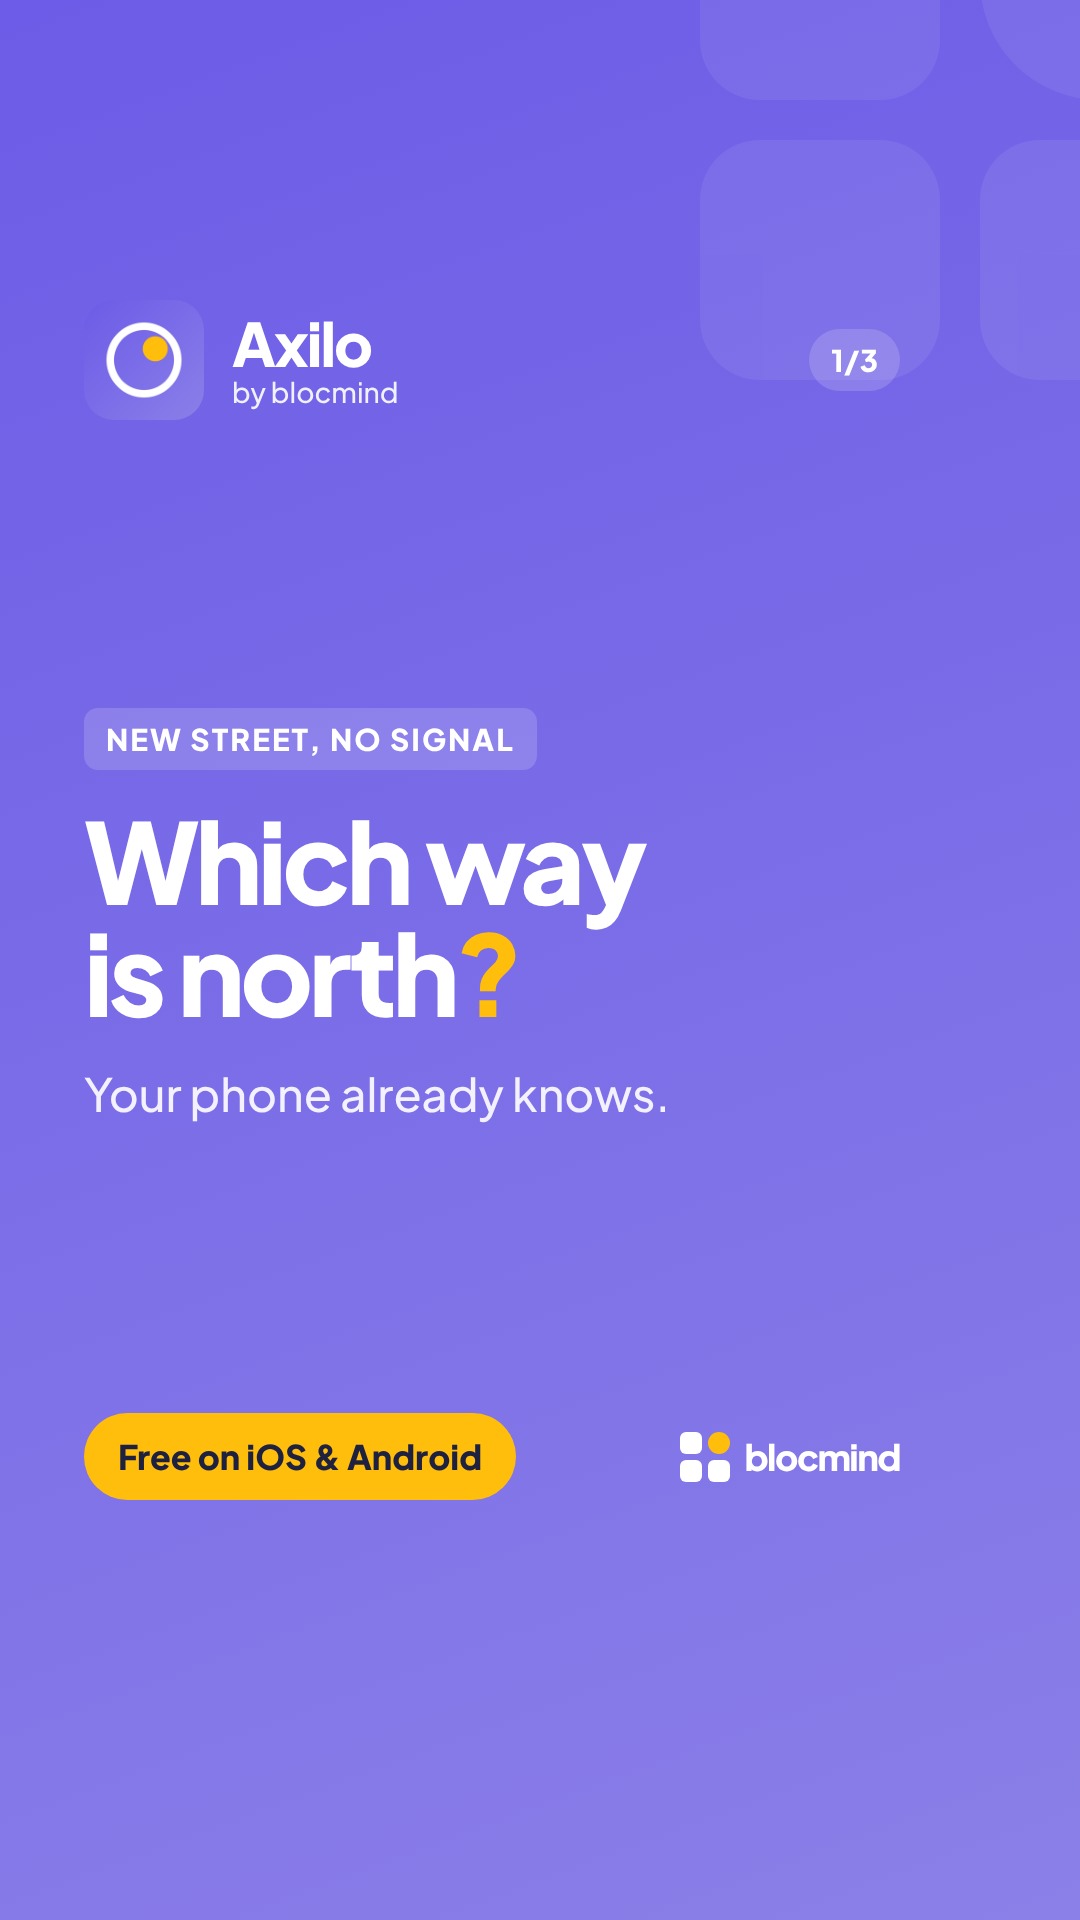 Axilo
by blocmind
1/3
NEW STREET, NO SIGNAL
Which way
is north?
Your phone already knows.
Free on iOS & Android
blocmind